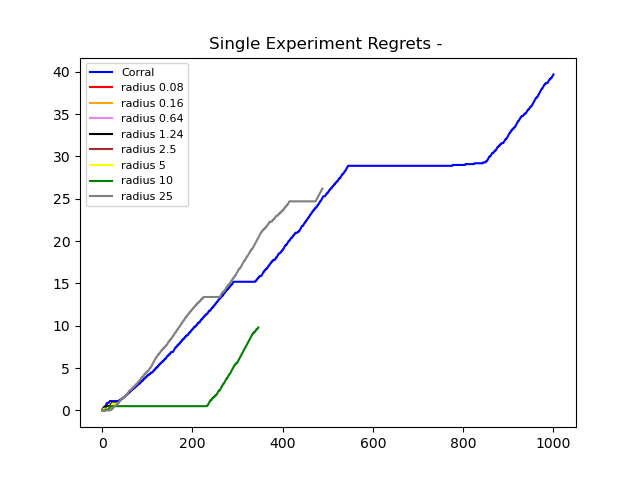 Single Experiment Regrets -
Corral
radius 0.08
radius 0.16
radius 0.64
radius 1.24
radius 2.5
radius 5
radius 10
radius 25
40
35
30
25
20
15
10
5
0
0 200 400 600 800 1000